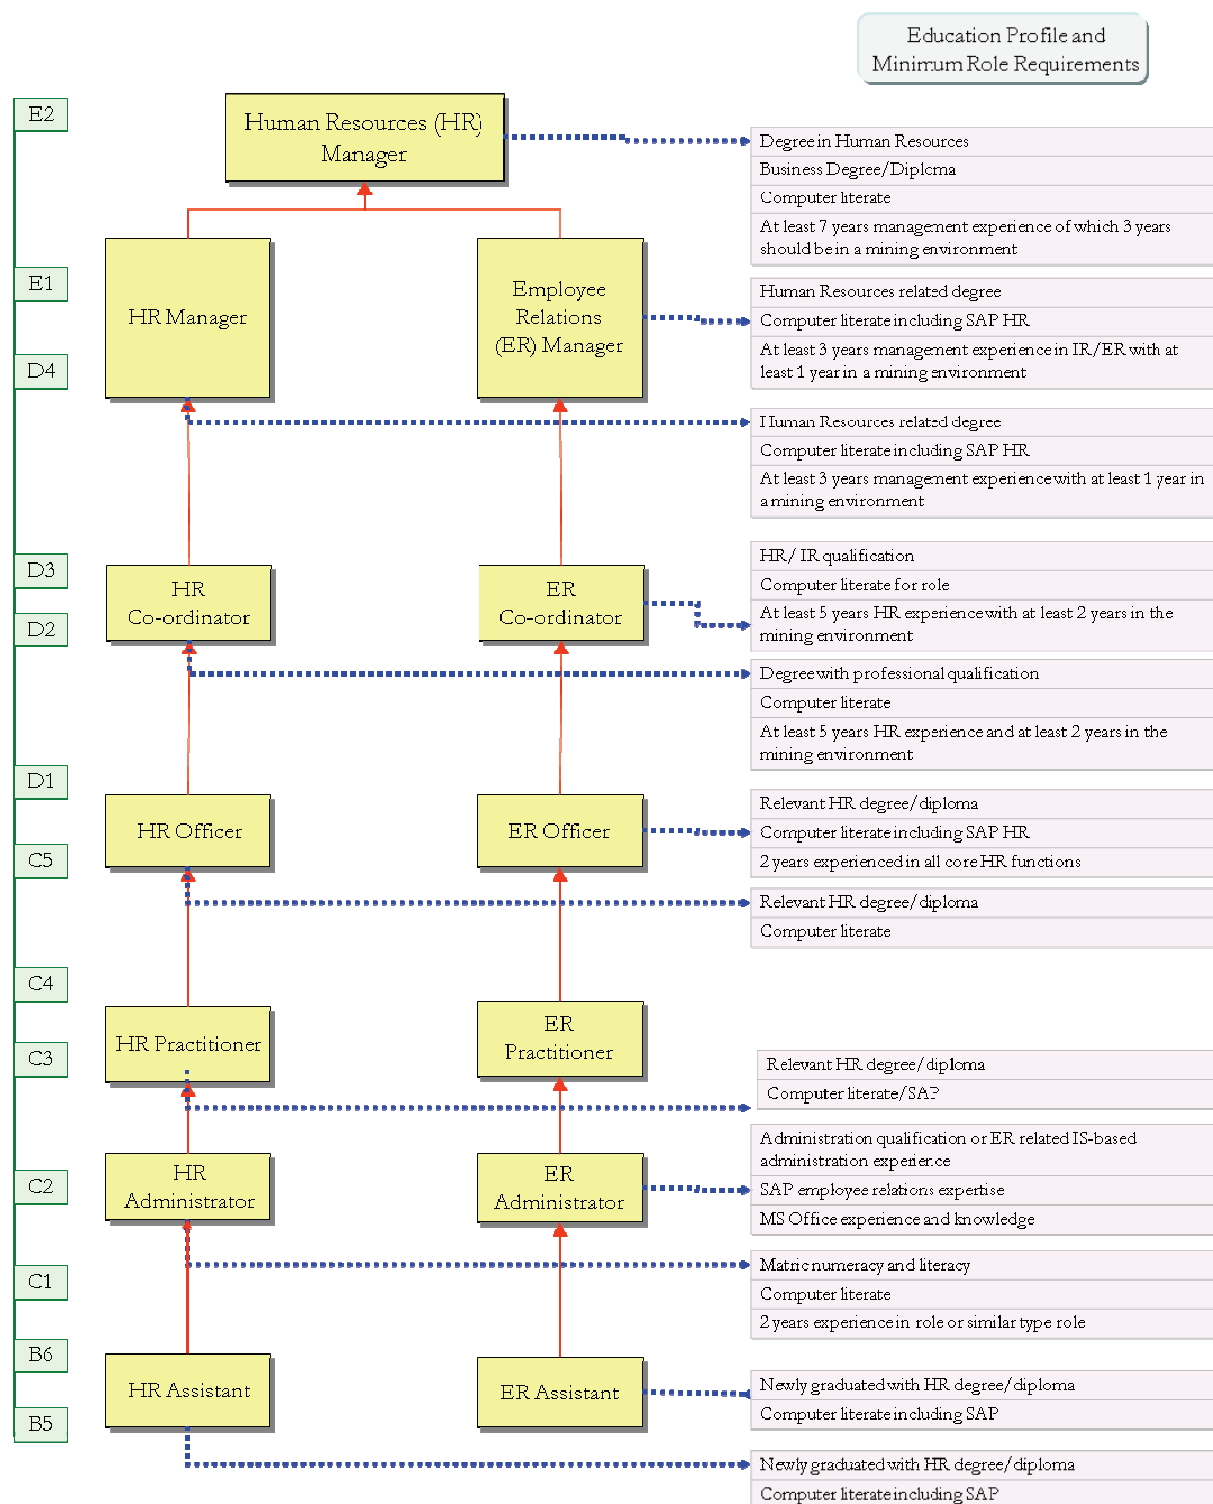 Education Profile and
Minimum Role Requirements
E2
Human Resources (HR)
Manager
Degree in Human Resources
Business Degree/Diploma
Computer literate
At least 7 years management experience of which 3 years
should be in a mining environment
E1
D4
HR Manager
Employee
Relations
(ER) Manager
Human Resources related degree
Computer literate including SAP HR
At least 3 years management experience in IR/ER with at
least 1 year in a mining environment
Human Resources related degree
Computer literate including SAP HR
At least 3 years management experience with at least 1 year in
a mining environment
D3
D2
HR
Co-ordinator
ER
Co-ordinator
HR/ IR qualification
Computer literate for role
At least 5 years HR experience with at least 2 years in the
mining environment
Degree with professional qualification
Computer literate
At least 5 years HR experience and at least 2 years in the
mining environment
D1
C5
HR Officer
ER Officer
Relevant HR degree/diploma
Computer literate including SAP HR
2 years experienced in all core HR functions
Relevant HR degree/diploma
Computer literate
C4
C3
HR Practitioner
ER
Practitioner
Relevant HR degree/diploma
Computer literate/SAP
C2
HR
Administrator
ER
Administrator
Administration qualification or ER related IS-based
administration experience
SAP employee relations expertise
MS Office experience and knowledge
C1
Matric numeracy and literacy
Computer literate
2 years experience in role or similar type role
B6
B5
HR Assistant
ER Assistant
Newly graduated with HR degree/diploma
Computer literate including SAP
Newly graduated with HR degree/diploma
Computer literate including SAP